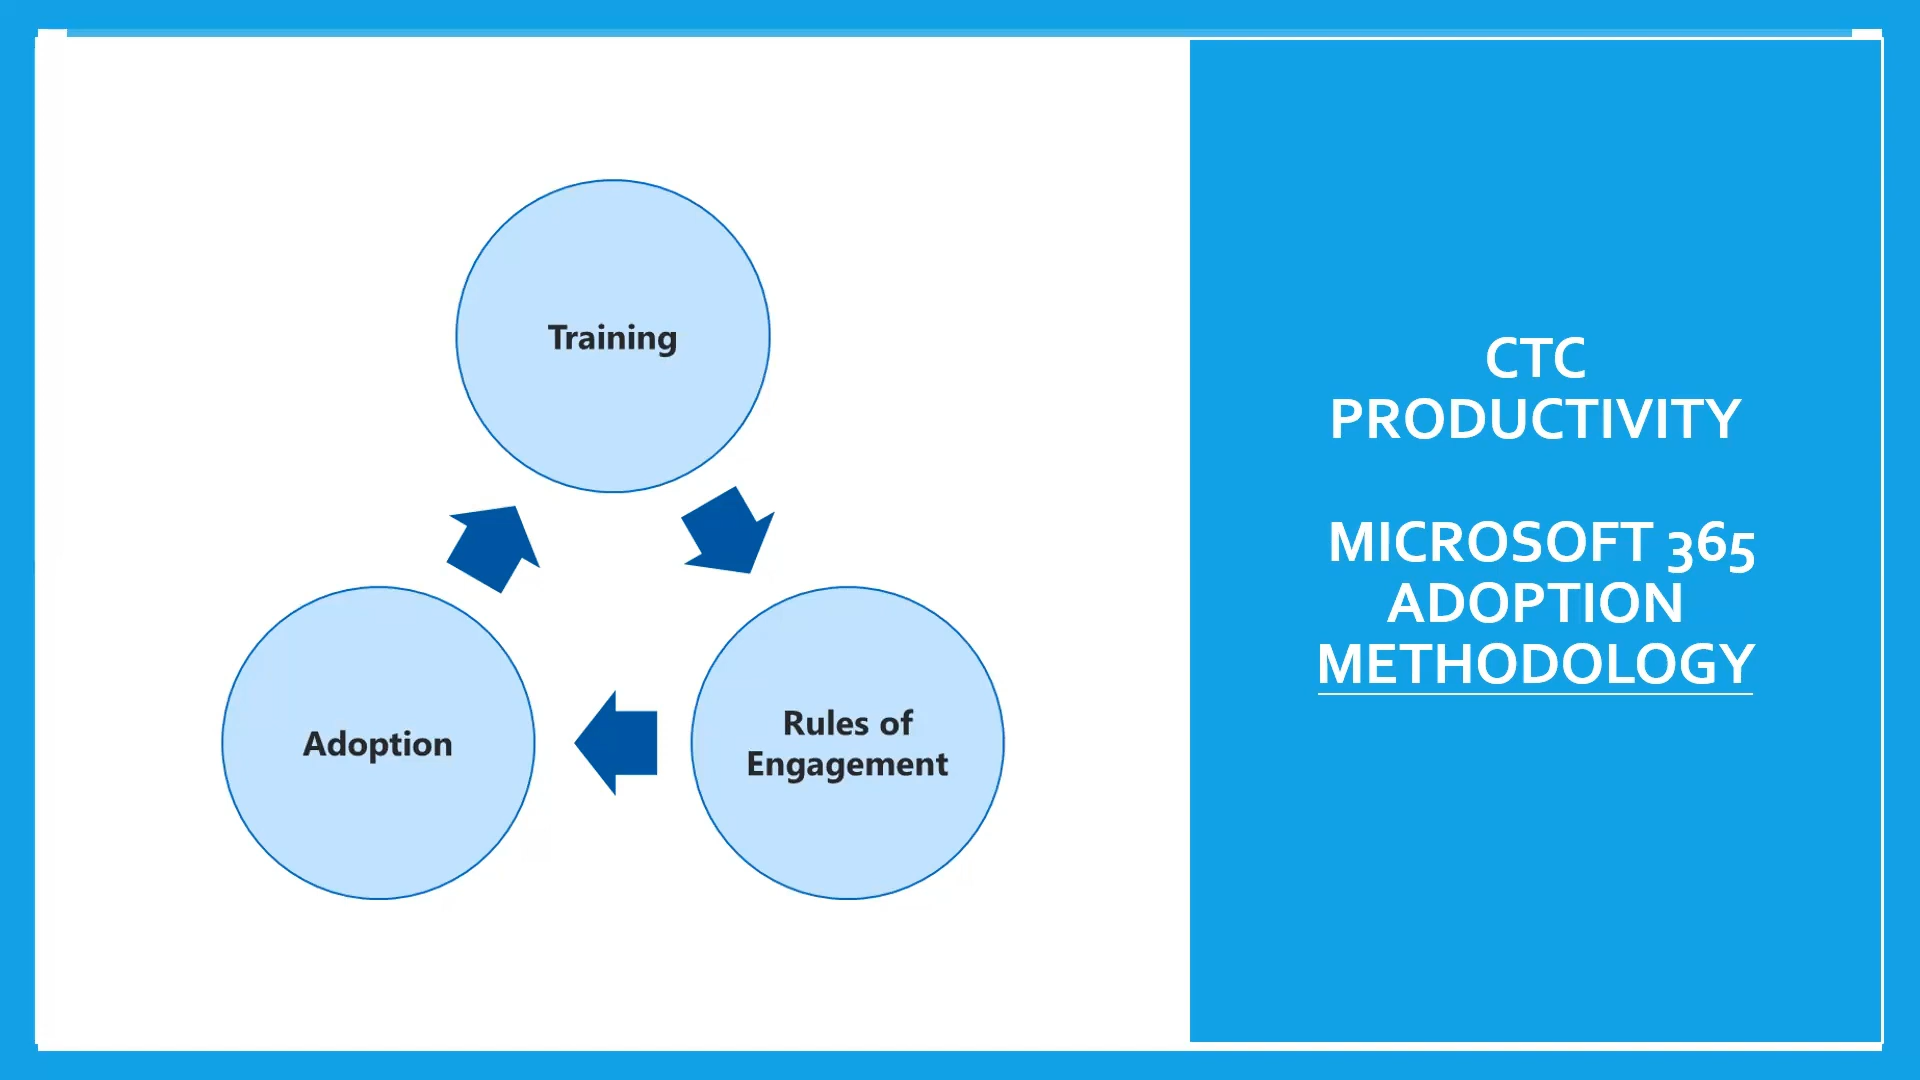 Training
Rules of
Engagement
Adoption
CTC
PRODUCTIVITY
MICROSOFT 365
ADOPTION
METHODOLOGY